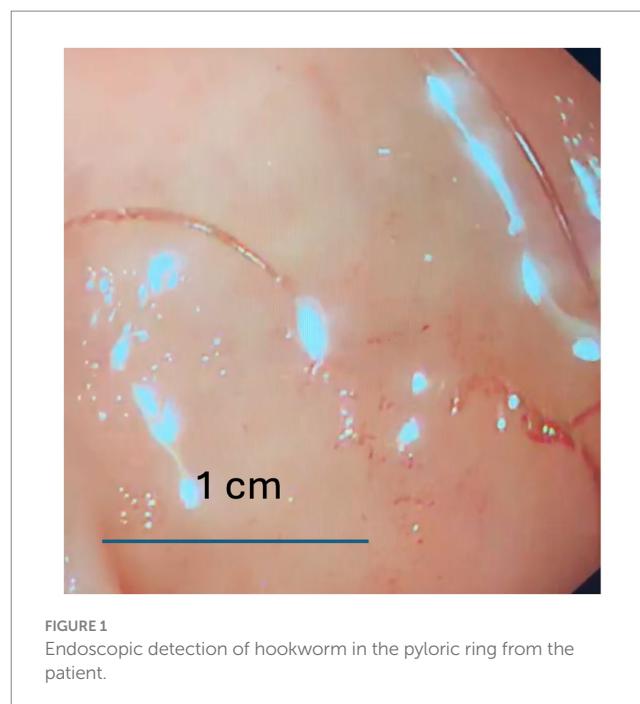 1 cm
FIGURE 1
Endoscopic detection of hookworm in the pyloric ring from the
patient.